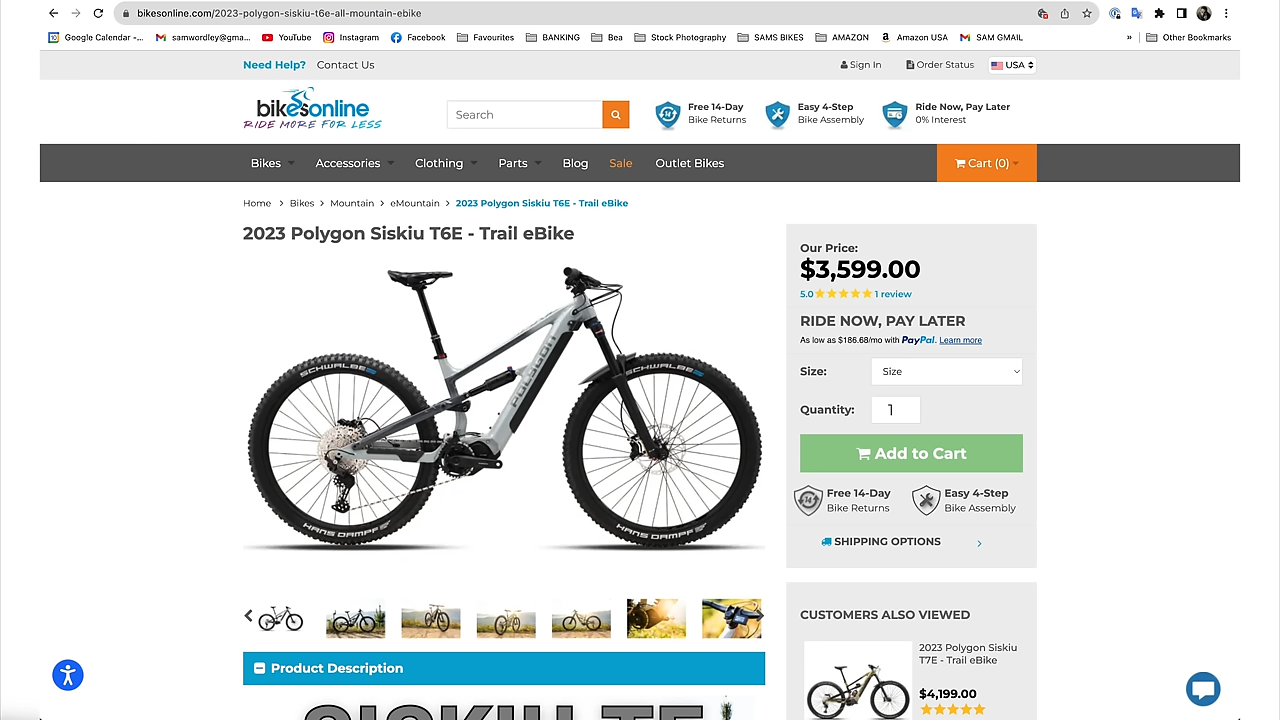 bikesonline.com/2023-polygon-siskiu-t6e-all-mountain-ebike
Google Calendar -... samwordley@gma... YouTube Instagram Facebook Favourites BANKING Bea Stock Photography SAMS BIKES AMAZON Amazon USA SAM GMAIL » Other Bookmarks
Need Help? Contact Us Sign In Order Status USA
bikesonline
RIDE MORE FOR LESS
Search
Free 14-Day
Bike Returns
Easy 4-Step
Bike Assembly
Ride Now, Pay Later
0% Interest
Bikes Accessories Clothing Parts Blog Sale Outlet Bikes Cart (0)
Home > Bikes > Mountain > eMountain > 2023 Polygon Siskiu T6E - Trail eBike
2023 Polygon Siskiu T6E - Trail eBike
SCHWALBE
POLYGON
SCHWALBE
HANS DAMPF
HANS DAMPF
Our Price:
$3,599.00
5.0 1 review
RIDE NOW, PAY LATER
As low as $186.68/mo with PayPal. Learn more
Size: Size
Quantity: 1
Add to Cart
Free 14-Day
Bike Returns
Easy 4-Step
Bike Assembly
SHIPPING OPTIONS
Product Description
SISKIU TE
CUSTOMERS ALSO VIEWED
2023 Polygon Siskiu
T7E - Trail eBike
$4,199.00